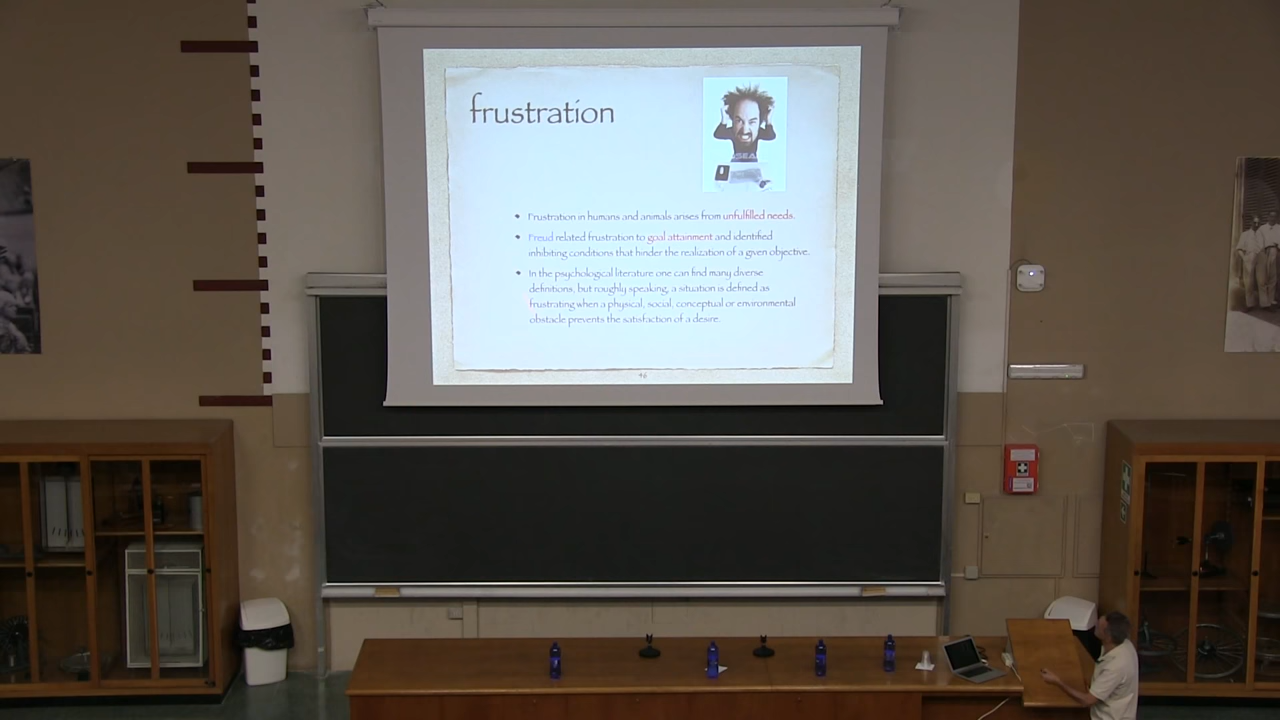 frustration
• Frustration in humans and animals arises from unfulfilled needs.
• Freud related frustration to goal attainment and identified
inhibiting conditions that hinder the realization of a given objective.
• In the psychological literature one can find many diverse
definitions, but roughly speaking, a situation is defined as
frustrating when a physical, social, conceptual or environmental
obstacle prevents the satisfaction of a desire.
46